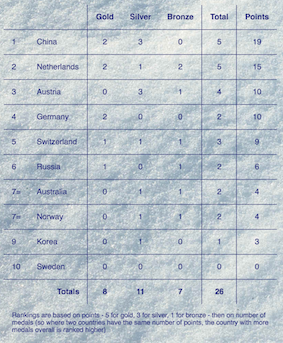 Gold Silver Bronze Total Points
1 China 2 3 0 5 19
2 Netherlands 2 1 2 5 15
3 Austria 0 3 1 4 10
4 Germany 2 0 0 2 10
5 Switzerland 1 1 1 3 9
6 Russia 1 0 1 2 6
7= Australia 0 1 1 2 4
7= Norway 0 1 1 2 4
9 Korea 0 1 0 1 3
10 Sweden 0 0 0 0 0
Totals 8 11 7 26
Rankings are based on points - 5 for gold, 3 for silver, 1 for bronze - then on number of
medals (so where two countries have the same number of points, the country with more
medals overall is ranked higher)